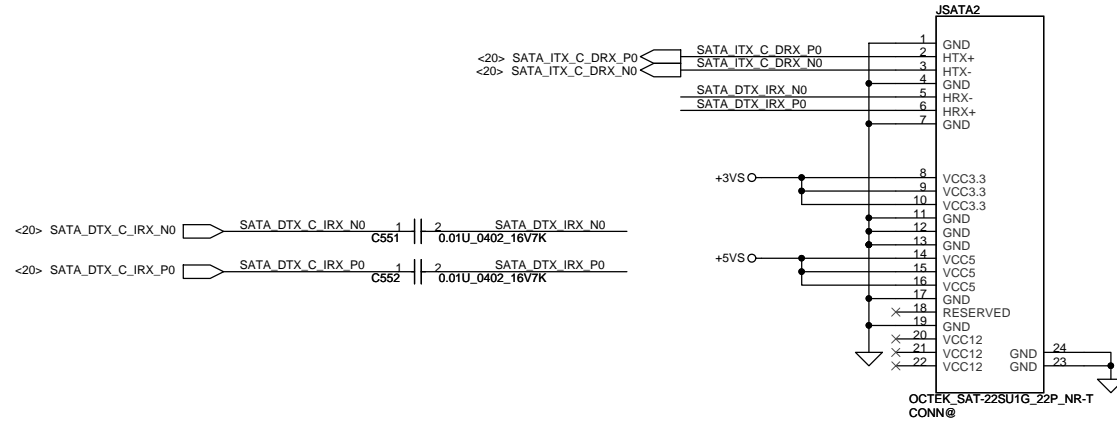 JSATA2
1 GND
<20> SATA_ITX_C_DRX_P0 SATA_ITX_C_DRX_P0 2 HTX+
<20> SATA_ITX_C_DRX_N0 SATA_ITX_C_DRX_N0 3 HTX-
4 GND
SATA_DTX_IRX_N0 5 HRX-
SATA_DTX_IRX_P0 6 HRX+
7 GND
+3VS 8 VCC3.3
9 VCC3.3
10 VCC3.3
11 GND
12 GND
13 GND
+5VS 14 VCC5
15 VCC5
16 VCC5
17 GND
18 RESERVED
19 GND
20 VCC12
21 VCC12 GND 24
22 VCC12 GND 23
OCTEK_SAT-22SU1G_22P_NR-T
CONN@
<20> SATA_DTX_C_IRX_N0 SATA_DTX_C_IRX_N0 1 2 SATA_DTX_IRX_N0
C551 0.01U_0402_16V7K
<20> SATA_DTX_C_IRX_P0 SATA_DTX_C_IRX_P0 1 2 SATA_DTX_IRX_P0
C552 0.01U_0402_16V7K